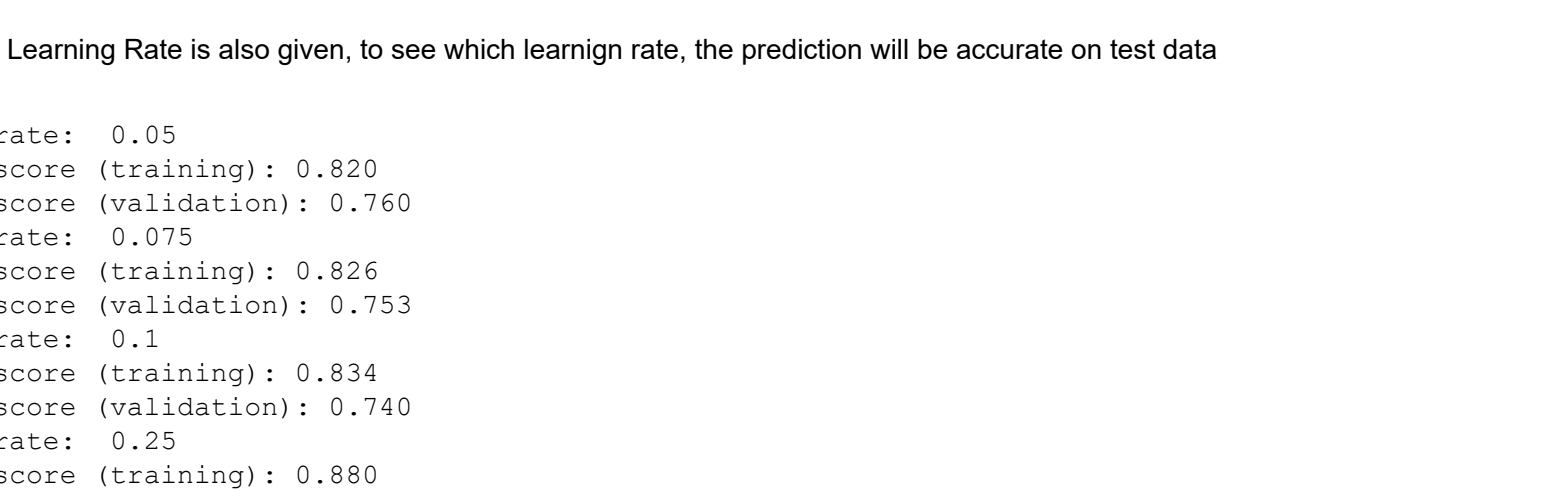 Learning Rate is also given, to see which learnign rate, the prediction will be accurate on test data
rate:  0.05
score (training): 0.820
score (validation): 0.760
rate:  0.075
score (training): 0.826
score (validation): 0.753
rate:  0.1
score (training): 0.834
score (validation): 0.740
rate:  0.25
score (training): 0.880